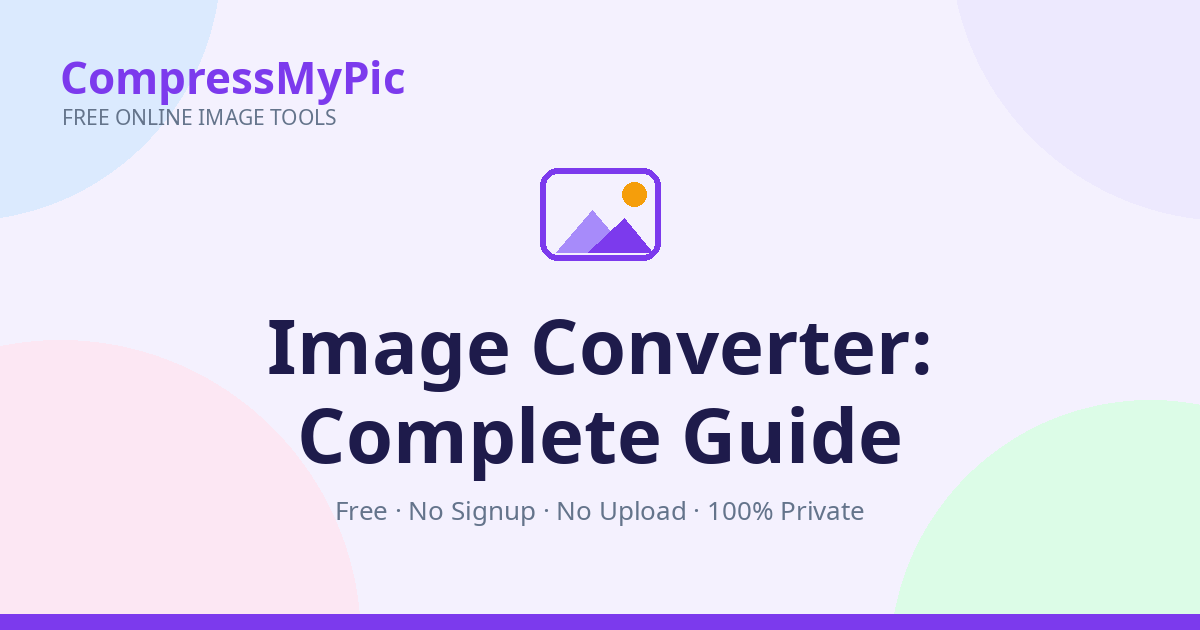 CompressMyPic
FREE ONLINE IMAGE TOOLS
Image Converter:
Complete Guide
Free · No Signup · No Upload · 100% Private